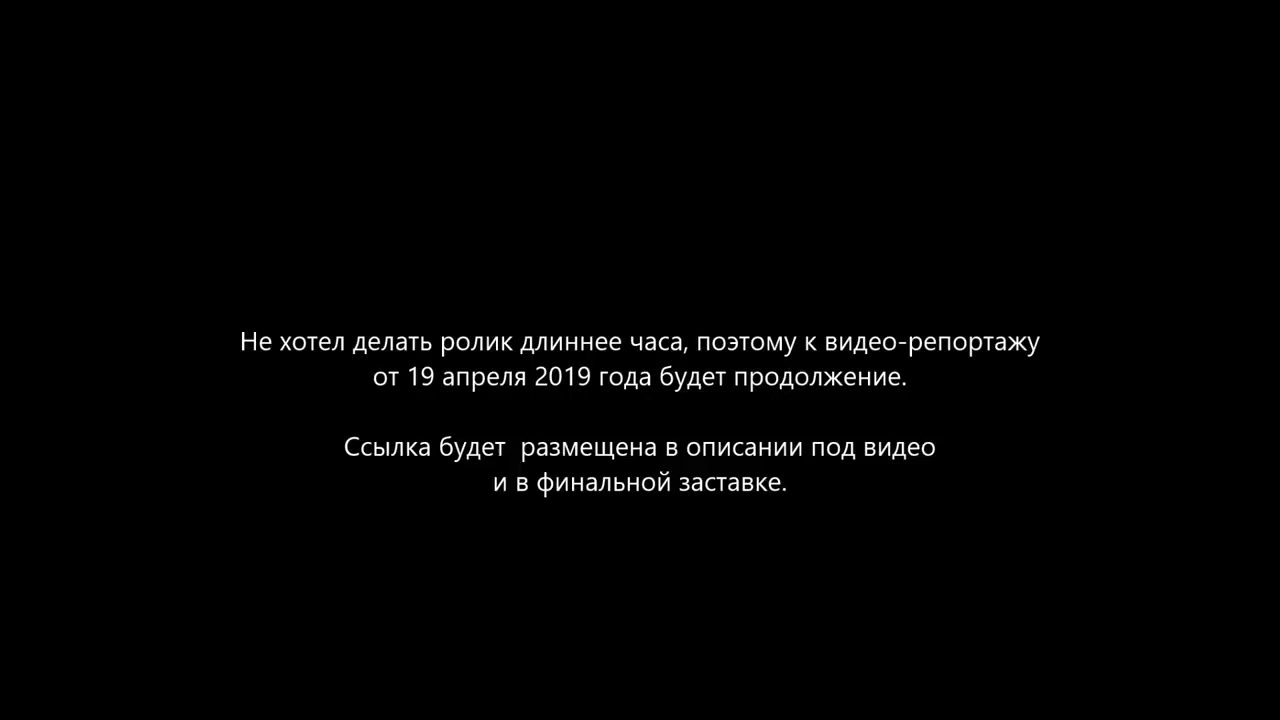 Не хотел делать ролик длиннее часа, поэтому к видео-репортажу
от 19 апреля 2019 года будет продолжение.
Ссылка будет  размещена в описании под видео
и в финальной заставке.